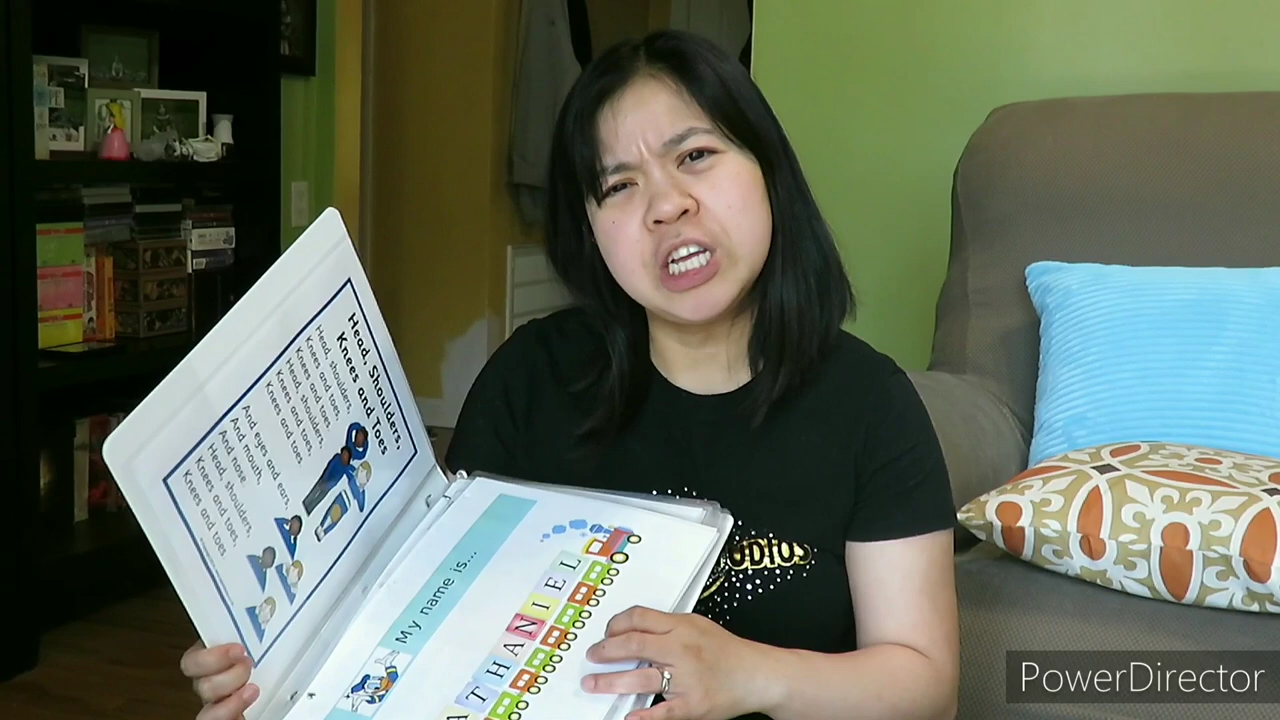 Head, Shoulders,
Knees and Toes
Head, shoulders,
Knees and toes,
Knees and toes.
Head, shoulders,
Knees and toes,
Knees and toes.
And eyes and ears,
And mouth,
And nose.
Head, shoulders,
Knees and toes,
Knees and toes.
My name is...
ATHANIEL
UDIOS
PowerDirector